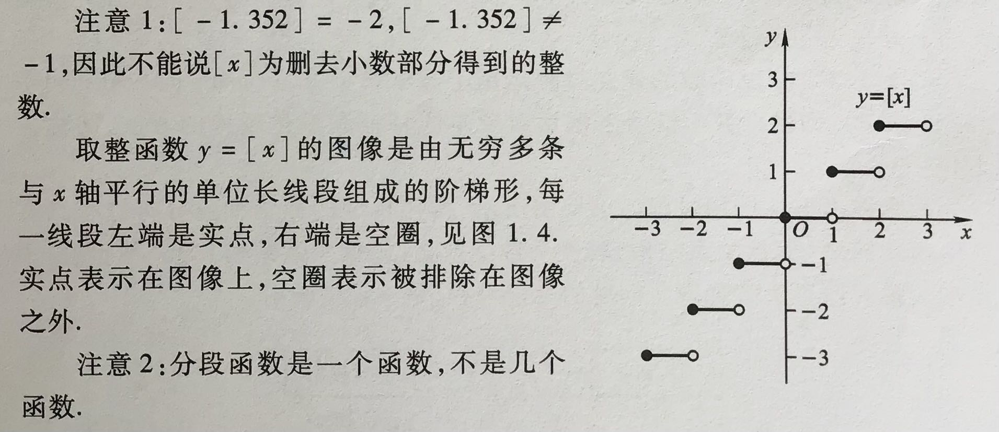 注意 1:[ -1. 352] = -2,[ -1. 352]≠
-1,因此不能说[x]为删去小数部分得到的整
数.
取整函数 y = [x]的图像是由无穷多条
与 x 轴平行的单位长线段组成的阶梯形,每
一线段左端是实点,右端是空圈,见图 1. 4.
实点表示在图像上,空圈表示被排除在图像
之外.
注意 2:分段函数是一个函数,不是几个
函数.
y
3
y=[x]
2
1
-3 -2 -1 O 1 2 3 x
-1
-2
-3